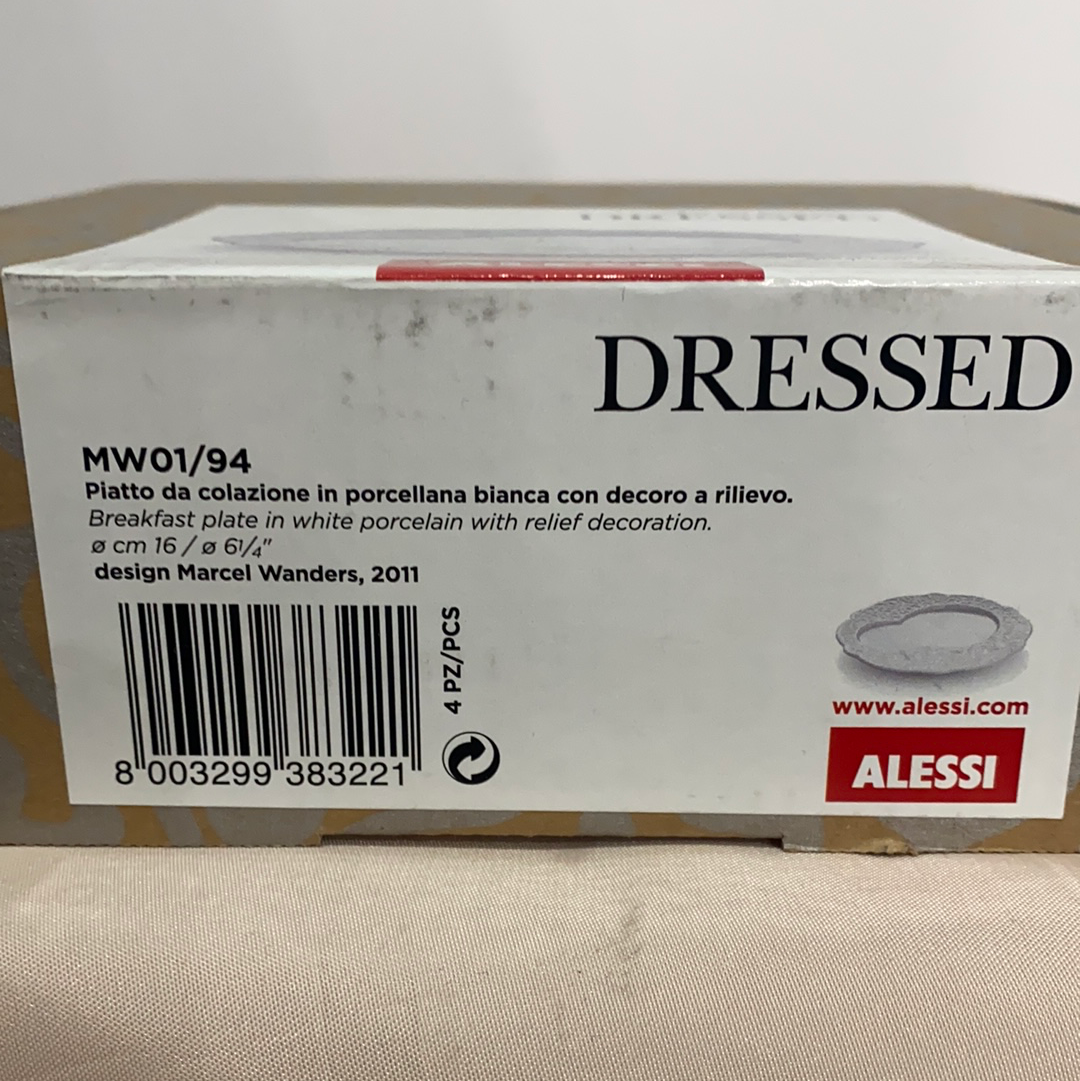 DRESSED
MW01/94
Piatto da colazione in porcellana bianca con decoro a rilievo.
Breakfast plate in white porcelain with relief decoration.
ø cm 16 / ø 6¼"
design Marcel Wanders, 2011
4 PZ/PCS
8 003299 383221
www.alessi.com
ALESSI